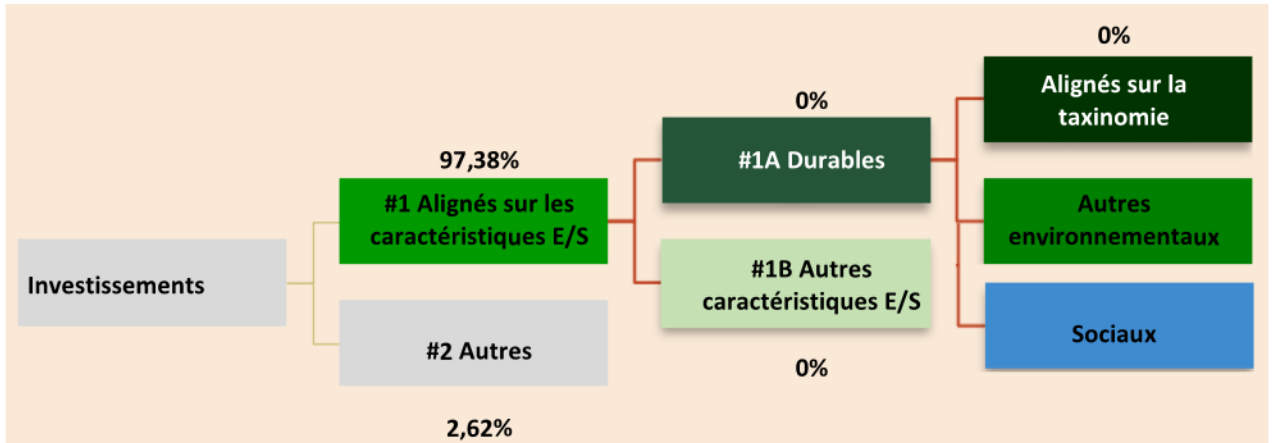 0%
Alignés sur la
taxinomie
0%
#1A Durables
97,38%
#1 Alignés sur les
caractéristiques E/S
Autres
environnementaux
Investissements
#1B Autres
caractéristiques E/S
#2 Autres
Sociaux
0%
2,62%